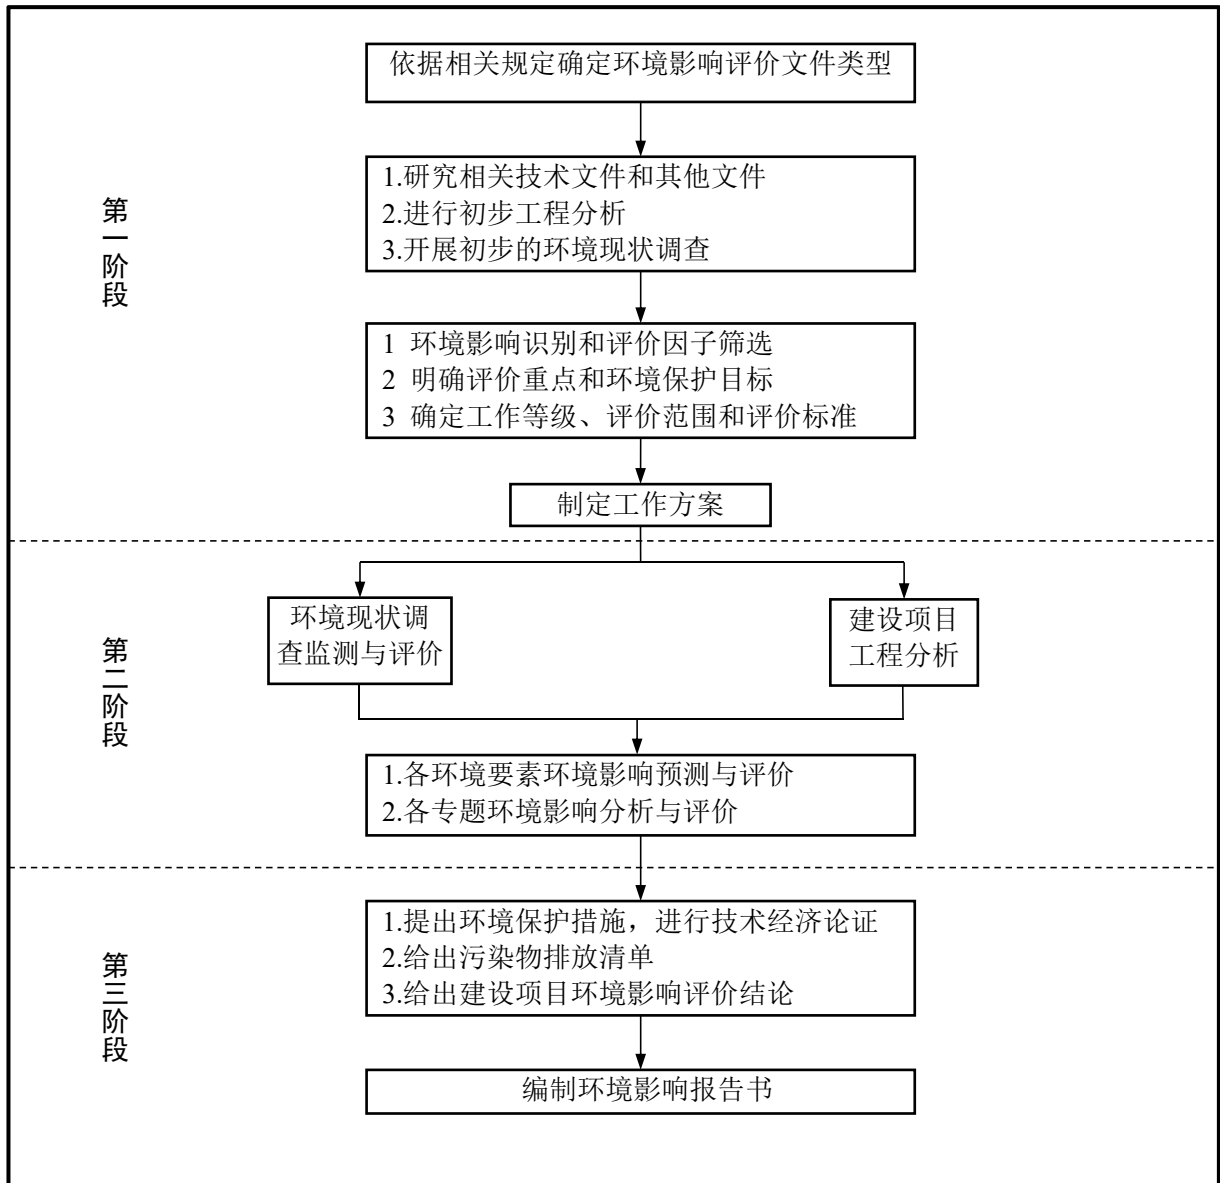 依据相关规定确定环境影响评价文件类型
第一阶段
1.研究相关技术文件和其他文件
2.进行初步工程分析
3.开展初步的环境现状调查
1 环境影响识别和评价因子筛选
2 明确评价重点和环境保护目标
3 确定工作等级、评价范围和评价标准
制定工作方案
第二阶段
环境现状调
查监测与评价
建设项目
工程分析
1.各环境要素环境影响预测与评价
2.各专题环境影响分析与评价
第三阶段
1.提出环境保护措施，进行技术经济论证
2.给出污染物排放清单
3.给出建设项目环境影响评价结论
编制环境影响报告书